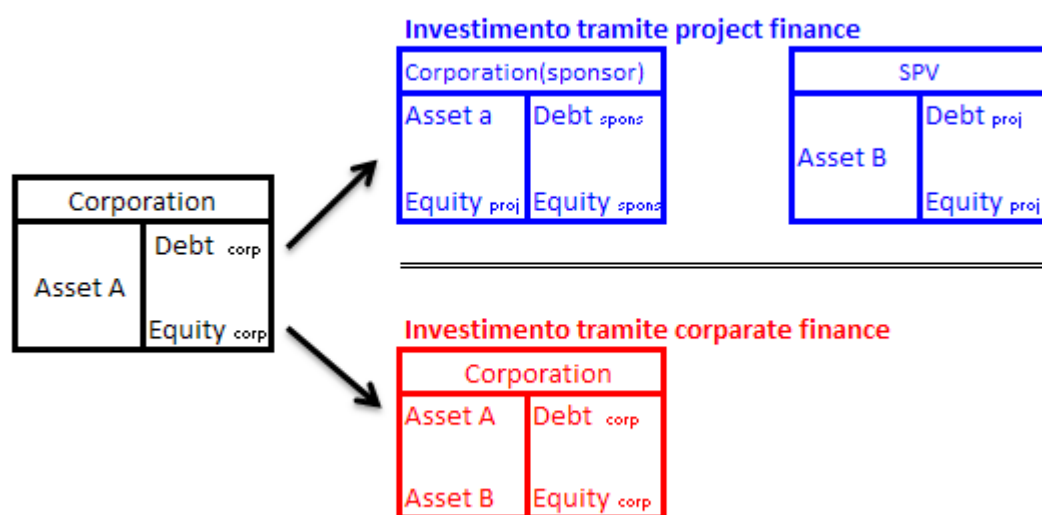 Investimento tramite project finance
Corporation(sponsor)
SPV
Asset a
Debt spons
Debt proj
Asset B
Equity proj
Equity spons
Equity proj
Corporation
Debt corp
Asset A
Equity corp
Investimento tramite corparate finance
Corporation
Asset A
Debt corp
Asset B
Equity corp